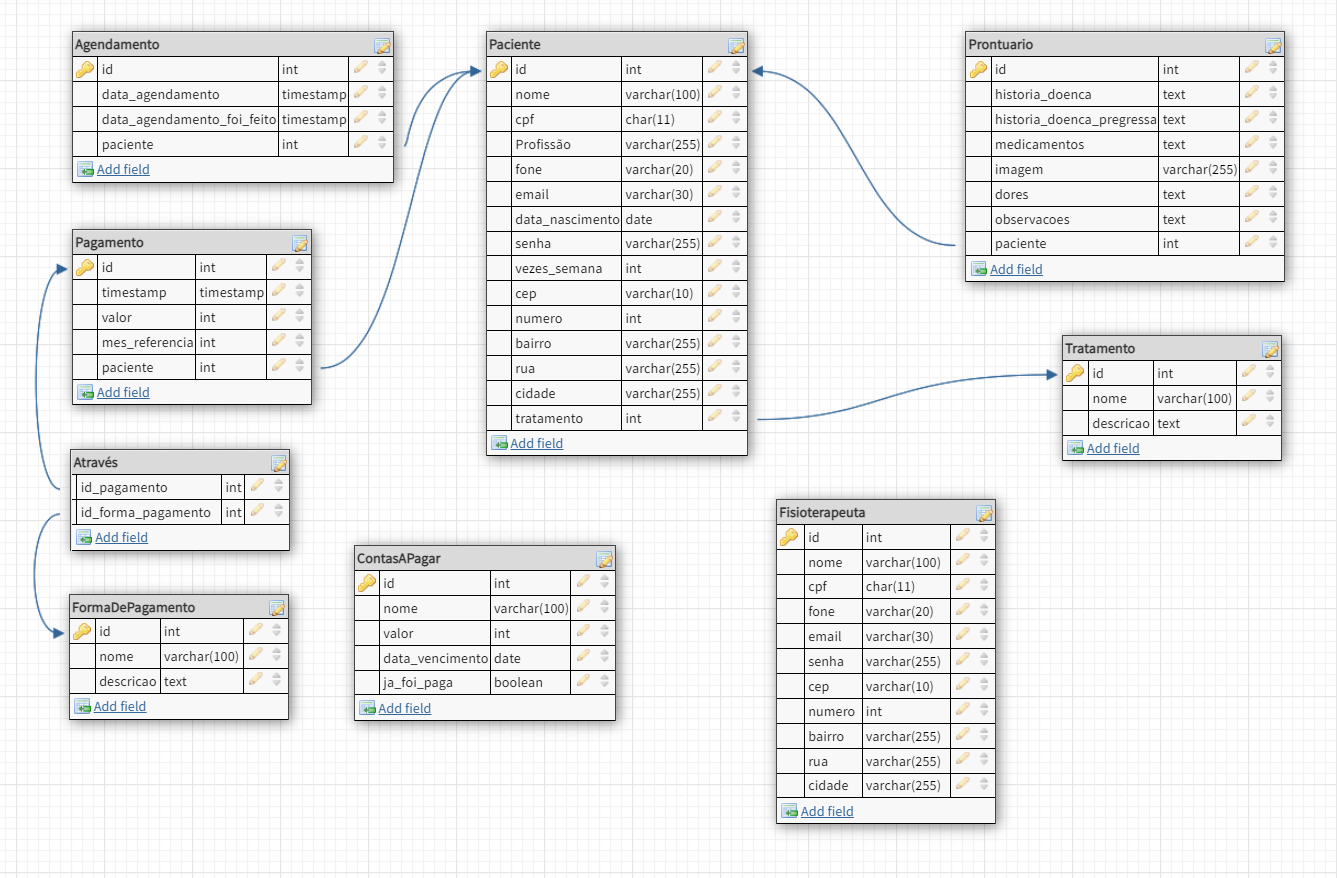 Agendamento
id int
data_agendamento timestamp
data_agendamento_foi_feito timestamp
paciente int
Add field
Pagamento
id int
timestamp timestamp
valor int
mes_referencia int
paciente int
Add field
Através
id_pagamento int
id_forma_pagamento int
Add field
FormaDePagamento
id int
nome varchar(100)
descricao text
Add field
Paciente
id int
nome varchar(100)
cpf char(11)
Profissão varchar(255)
fone varchar(20)
email varchar(30)
data_nascimento date
senha varchar(255)
vezes_semana int
cep varchar(10)
numero int
bairro varchar(255)
rua varchar(255)
cidade varchar(255)
tratamento int
Add field
ContasAPagar
id int
nome varchar(100)
valor int
data_vencimento date
ja_foi_paga boolean
Add field
Prontuario
id int
historia_doenca text
historia_doenca_pregressa text
medicamentos text
imagem varchar(255)
dores text
observacoes text
paciente int
Add field
Tratamento
id int
nome varchar(100)
descricao text
Add field
Fisioterapeuta
id int
nome varchar(100)
cpf char(11)
fone varchar(20)
email varchar(30)
senha varchar(255)
cep varchar(10)
numero int
bairro varchar(255)
rua varchar(255)
cidade varchar(255)
Add field